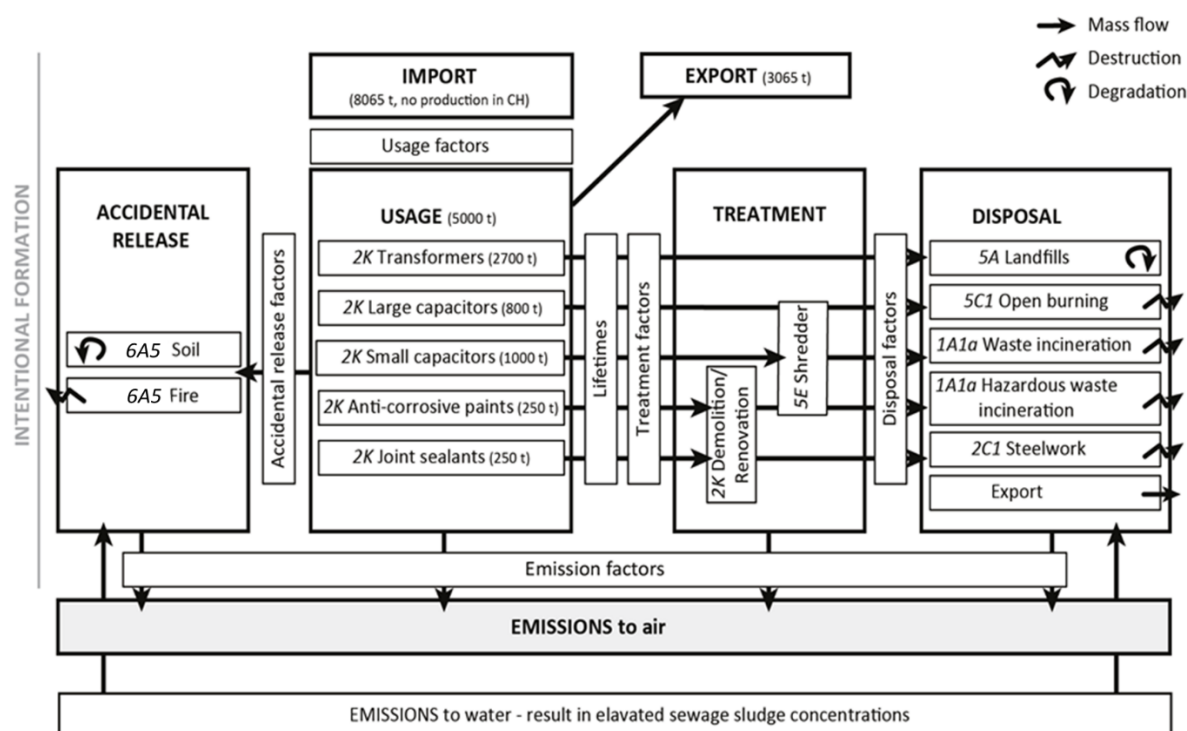 Mass flow
Destruction
Degradation
INTENTIONAL FORMATION
IMPORT
(8065 t, no production in CH)
EXPORT (3065 t)
Usage factors
ACCIDENTAL
RELEASE
6A5 Soil
6A5 Fire
Accidental release factors
USAGE (5000 t)
2K Transformers (2700 t)
2K Large capacitors (800 t)
2K Small capacitors (1000 t)
2K Anti-corrosive paints (250 t)
2K Joint sealants (250 t)
Lifetimes
Treatment factors
TREATMENT
5E Shredder
2K Demolition/
Renovation
Disposal factors
DISPOSAL
5A Landfills
5C1 Open burning
1A1a Waste incineration
1A1a Hazardous waste
incineration
2C1 Steelwork
Export
Emission factors
EMISSIONS to air
EMISSIONS to water - result in elavated sewage sludge concentrations